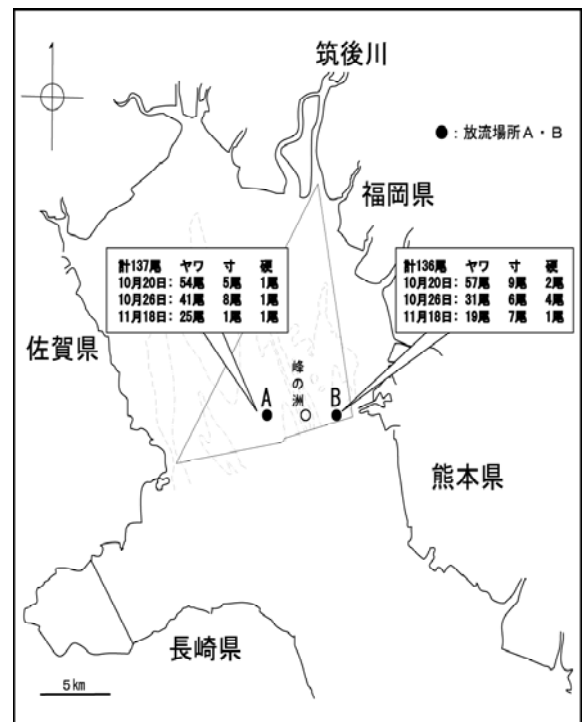 筑後川
●：放流場所A・B
福岡県
計137尾 ヤワ 寸 硬
10月20日：54尾 5尾 1尾
10月26日：41尾 8尾 1尾
11月18日：25尾 1尾 1尾
計136尾 ヤワ 寸 硬
10月20日：57尾 9尾 2尾
10月26日：31尾 6尾 4尾
11月18日：19尾 7尾 1尾
佐賀県
峰の洲
A
B
熊本県
長崎県
5km